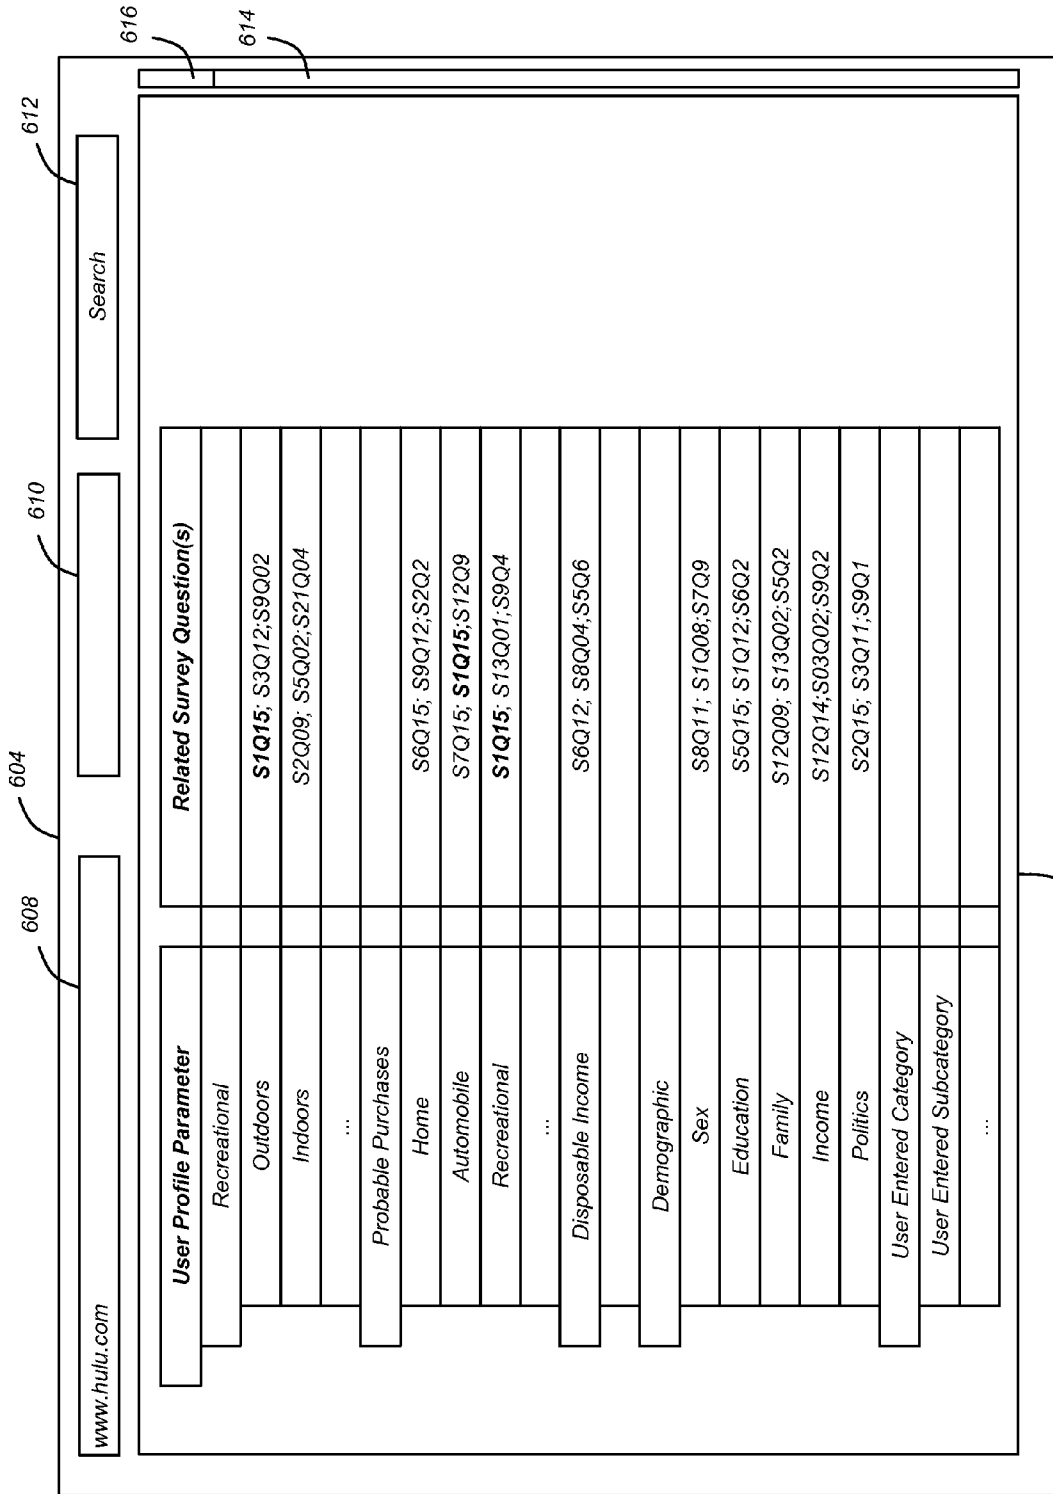 604
608
610
612
www.hulu.com
Search
616
614
User Profile Parameter Related Survey Question(s)
Recreational
Outdoors S1Q15; S3Q12;S9Q02
Indoors S2Q09; S5Q02;S21Q04
...
Probable Purchases
Home S6Q15; S9Q12;S2Q2
Automobile S7Q15; S1Q15;S12Q9
Recreational S1Q15; S13Q01;S9Q4
...
Disposable Income S6Q12; S8Q04;S5Q6
Demographic
Sex S8Q11; S1Q08;S7Q9
Education S5Q15; S1Q12;S6Q2
Family S12Q09; S13Q02;S5Q2
Income S12Q14;S03Q02;S9Q2
Politics S2Q15; S3Q11;S9Q1
User Entered Category
User Entered Subcategory
...